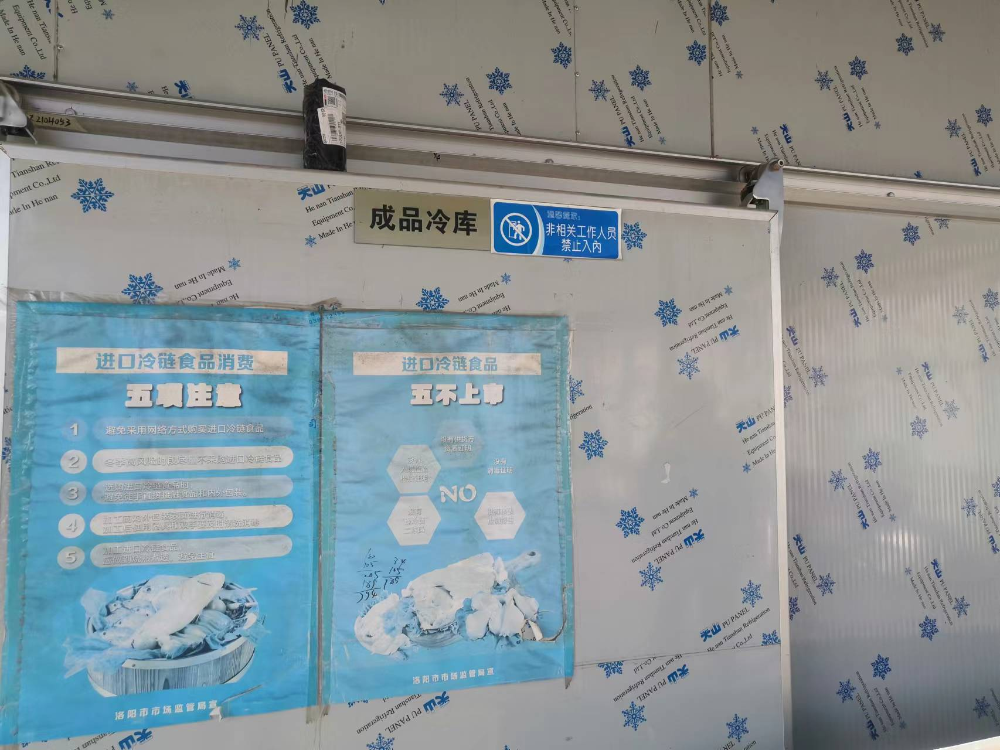 成品冷库
温馨提示：
非相关工作人员
禁止入内
2104053
进口冷链食品消费
五项注意
1 避免采用网络方式购买进口冷链食品
2 冬季高风险时段尽量不采购进口冷链食品
3 选购进口冷链食品时，
避免徒手直接接触食品和内外包装。
4 加工前对外包装表面进行消毒
加工后使用器具和双手要及时清洗消毒
5 加工进口冷链食品，
应做到烧熟煮透，避免生食
洛阳市市场监管局宣
进口冷链食品
五不上市
没有供货方
资质证明
没有
入境检验
检疫证明
没有
消毒证明
NO
没有
二维码
没有核酸
检测报告
105
205
189
394
洛阳市市场监管局宣
天山 PU PANEL
He nan Tianshan Refrigeration
Equipment Co.,Ltd
Made In He nan